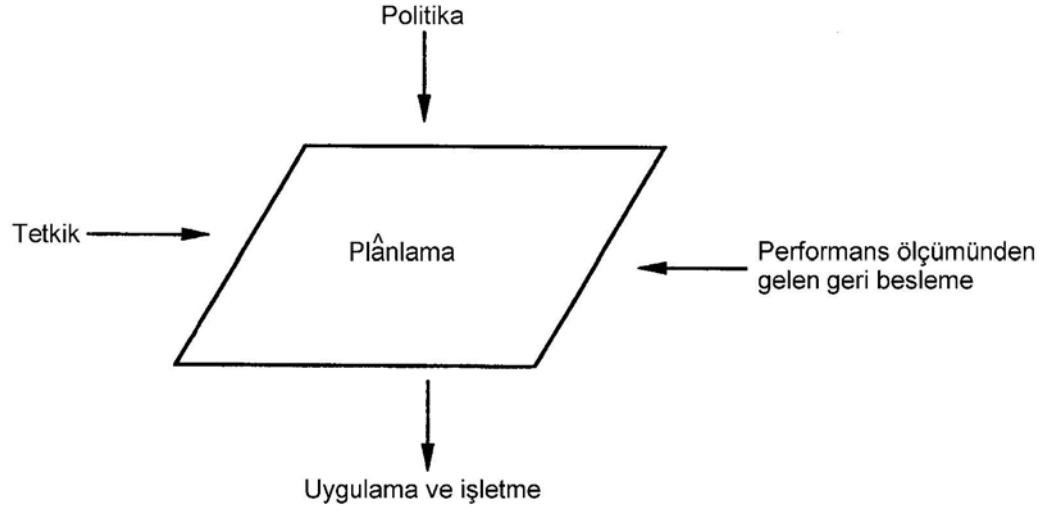 Politika
Tetkik
Plânlama
Performans ölçümünden
gelen geri besleme
Uygulama ve işletme